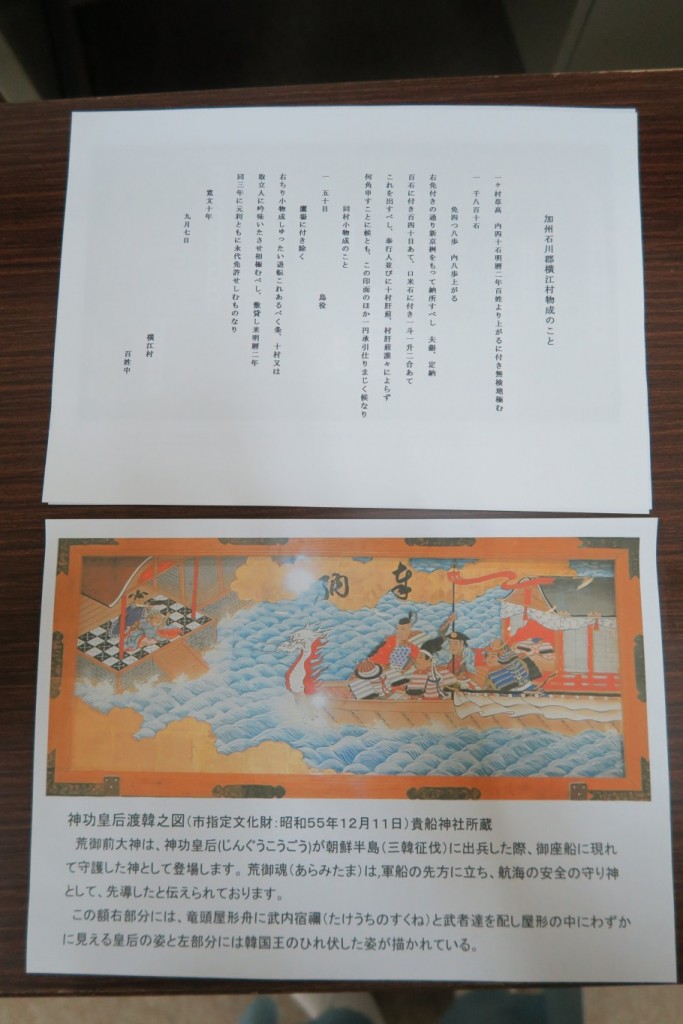 加州石川郡横江村物成のこと
一ヶ村草高 内四十石明暦二年百姓より上がるに付き無検地極む
一 千八百十石
免四つ八歩 内八歩上がる
右免付きの通り新京桝をもって納所すべし 夫銀、定納
百石に付き百四十目あて、口米石に付き一斗一升二合あて
これを出すべし、奉行人並びに十村肝煎、村肝煎誰々によらず
何角申すことに候とも、この印面のほか一円承引仕りまじく候なり
同村小物成のこと
一 五十目 鳥役
に付き除く
右ちり小物成しゆったい退転これあるべく条、十村又は
取立人に吟味いたさせ相極むべし、敷貸し米明暦二年
同三年に元利ともに永代免許せしむものなり
寛文十年
九月七日
横江村
百姓中
奉納
神功皇后渡韓之図(市指定文化財:昭和55年12月11日)貴船神社所蔵
荒御前大神は、神功皇后(じんぐうこうごう)が朝鮮半島(三韓征伐)に出兵した際、御座船に現れ
て守護した神として登場します。荒御魂(あらみたま)は,軍船の先方に立ち、航海の安全の守り神
として、先導したと伝えられております。
この額右部分には、竜頭屋形舟に武内宿禰(たけうちのすくね)と武者達を配し屋形の中にわずか
に見える皇后の姿と左部分には韓国王のひれ伏した姿が描かれている。